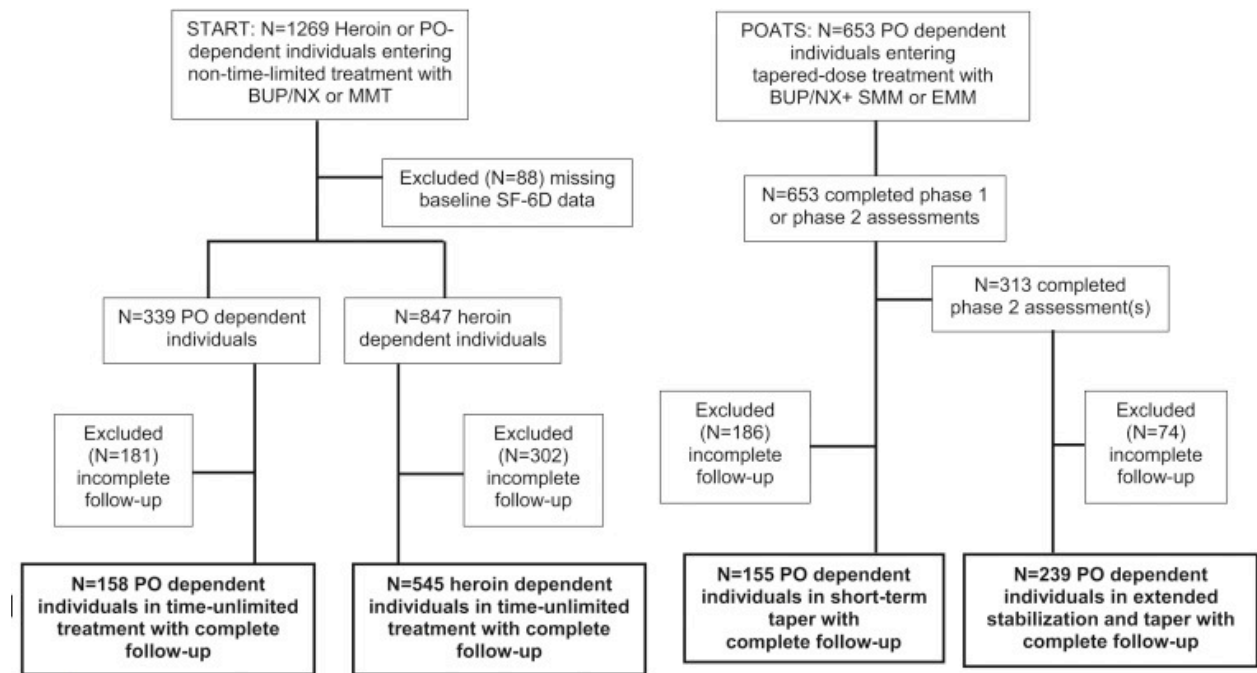 START: N=1269 Heroin or PO-
dependent individuals entering
non-time-limited treatment with
BUP/NX or MMT
Excluded (N=88) missing
baseline SF-6D data
N=339 PO dependent
individuals
N=847 heroin
dependent individuals
Excluded
(N=181)
incomplete
follow-up
Excluded
(N=302)
incomplete
follow-up
N=158 PO dependent
individuals in time-unlimited
treatment with complete
follow-up
N=545 heroin dependent
individuals in time-unlimited
treatment with complete
follow-up
POATS: N=653 PO dependent
individuals entering
tapered-dose treatment with
BUP/NX+ SMM or EMM
N=653 completed phase 1
or phase 2 assessments
N=313 completed
phase 2 assessment(s)
Excluded
(N=186)
incomplete
follow-up
Excluded
(N=74)
incomplete
follow-up
N=155 PO dependent
individuals in short-term
taper with
complete follow-up
N=239 PO dependent
individuals in extended
stabilization and taper with
complete follow-up